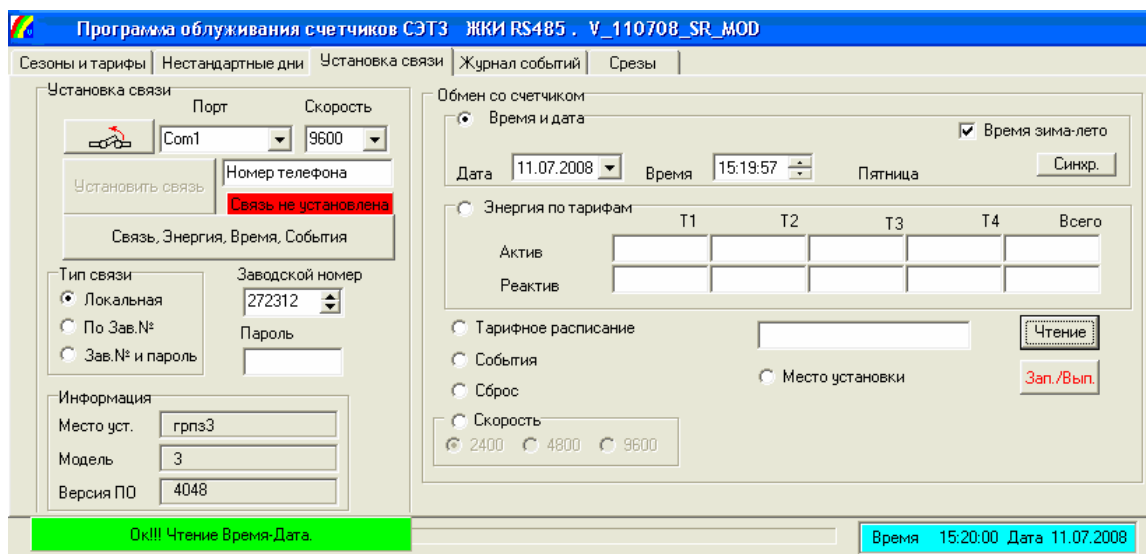 Программа облуживания счетчиков СЭТ3 ЖКИ RS485 . V_110708_SR_MOD
Сезоны и тарифы Нестандартные дни Установка связи Журнал событий Срезы
Установка связи
Порт Скорость
Com1 9600
Установить связь
Номер телефона
Связь не установлена
Связь, Энергия, Время, События
Тип связи
Локальная
По Зав.№
Зав.№ и пароль
Заводской номер
272312
Пароль
Информация
Место уст. грпз3
Модель 3
Версия ПО 4048
Обмен со счетчиком
Время и дата
Время зима-лето
Дата 11.07.2008 Время 15:19:57 Пятница Синхр.
Энергия по тарифам
Т1 Т2 Т3 Т4 Всего
Актив
Реактив
Тарифное расписание
События
Сброс
Место установки
Чтение
Зап./Вып.
Скорость
2400 4800 9600
Ок!!! Чтение Время-Дата.
Время 15:20:00 Дата 11.07.2008